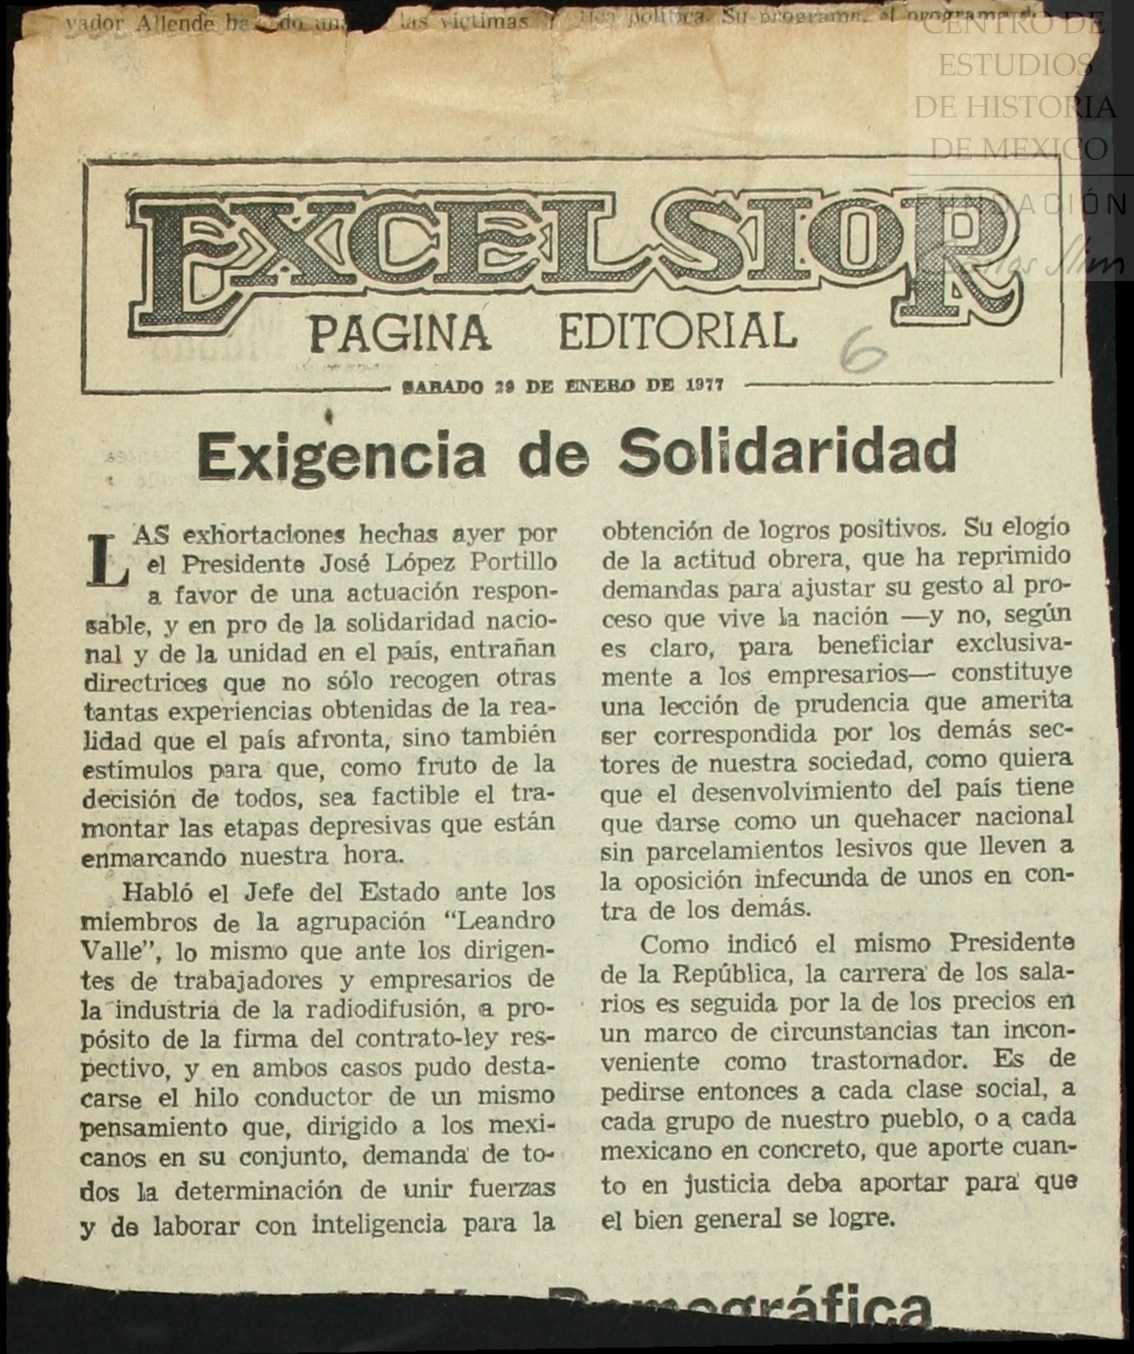 vador Allende ha
las víctimas
política. Su programa, el programa
CENTRO DE
ESTUDIOS
DE HISTORIA
DE MEXICO
FUNDACIÓN
Carlos Slim
EXCELSIOR
PAGINA EDITORIAL
6
SABADO 29 DE ENERO DE 1977
Exigencia de Solidaridad
LAS exhortaciones hechas ayer por
el Presidente José López Portillo
a favor de una actuación respon-
sable, y en pro de la solidaridad nacio-
nal y de la unidad en el país, entrañan
directrices que no sólo recogen otras
tantas experiencias obtenidas de la rea-
lidad que el país afronta, sino también
estímulos para que, como fruto de la
decisión de todos, sea factible el tra-
montar las etapas depresivas que están
enmarcando nuestra hora.
Habló el Jefe del Estado ante los
miembros de la agrupación “Leandro
Valle”, lo mismo que ante los dirigen-
tes de trabajadores y empresarios de
la industria de la radiodifusión, a pro-
pósito de la firma del contrato-ley res-
pectivo, y en ambos casos pudo desta-
carse el hilo conductor de un mismo
pensamiento que, dirigido a los mexi-
canos en su conjunto, demanda de to-
dos la determinación de unir fuerzas
y de laborar con inteligencia para la
obtención de logros positivos. Su elogio
de la actitud obrera, que ha reprimido
demandas para ajustar su gesto al pro-
ceso que vive la nación —y no, según
es claro, para beneficiar exclusiva-
mente a los empresarios— constituye
una lección de prudencia que amerita
ser correspondida por los demás sec-
tores de nuestra sociedad, como quiera
que el desenvolvimiento del país tiene
que darse como un quehacer nacional
sin parcelamientos lesivos que lleven a
la oposición infecunda de unos en con-
tra de los demás.
Como indicó el mismo Presidente
de la República, la carrera de los sala-
rios es seguida por la de los precios en
un marco de circunstancias tan incon-
veniente como trastornador. Es de
pedirse entonces a cada clase social, a
cada grupo de nuestro pueblo, o a cada
mexicano en concreto, que aporte cuan-
to en justicia deba aportar para que
el bien general se logre.
Demográfica